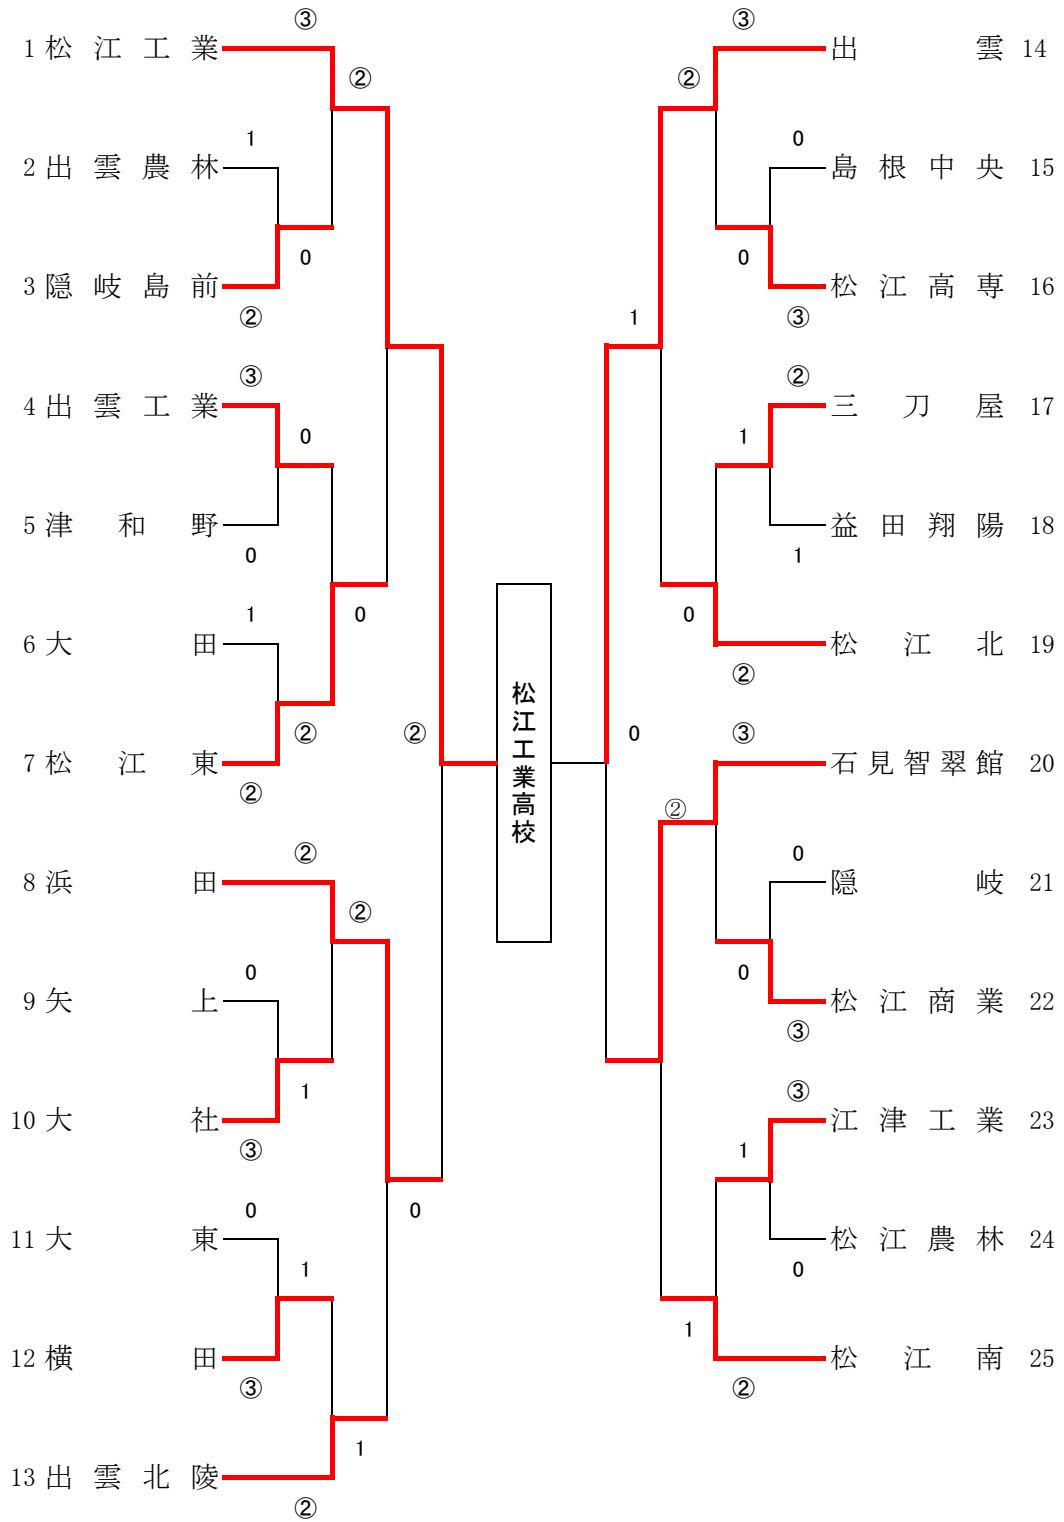 ③
1 松江工業
②
1
2 出雲農林
0
3 隠岐島前
②
③
4 出雲工業
0
5 津和野
0
1
0
6 大田
②
②
7 松江東
②
②
8 浜田
②
0
9 矢上
1
10 大社
③
0
0
11 大東
1
12 横田
③
1
13 出雲北陵
②
松江工業高校
③
出雲 14
②
0
島根中央 15
0
松江高専 16
③
1
②
三刀屋 17
1
益田翔陽 18
1
0
松江北 19
②
0
③
石見智翠館 20
②
0
隠岐 21
0
松江商業 22
③
③
江津工業 23
1
松江農林 24
0
1
松江南 25
②